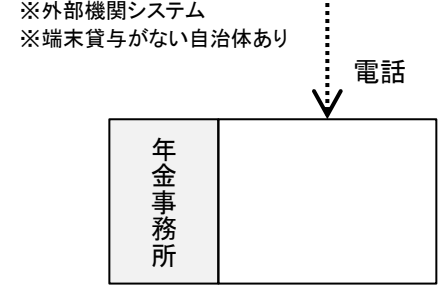 ※外部機関システム
※端末貸与がない自治体あり
電話
年金事務所